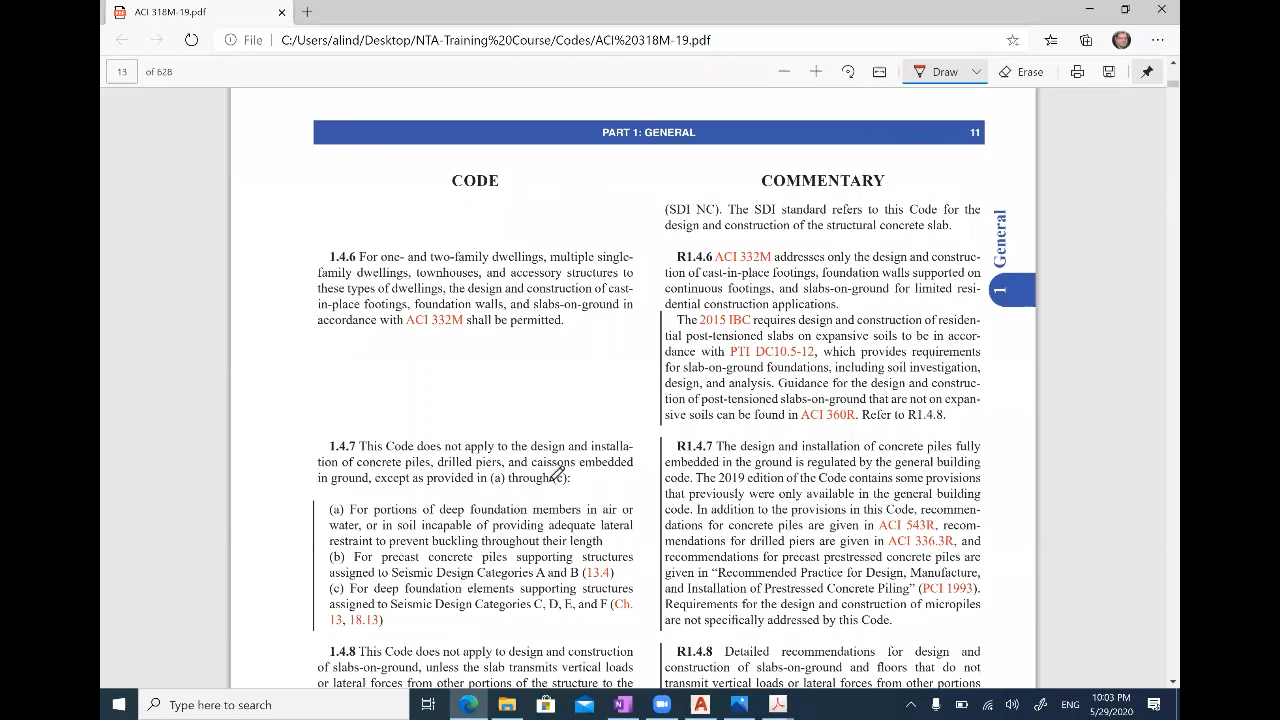 ACI 318M-19.pdf
File C:/Users/alind/Desktop/NTA-Training%20Course/Codes/ACI%20318M-19.pdf
13 of 628 Draw Erase
PART 1: GENERAL 11
CODE
COMMENTARY
(SDI NC). The SDI standard refers to this Code for the
design and construction of the structural concrete slab.
General
1
1.4.6 For one- and two-family dwellings, multiple single-
family dwellings, townhouses, and accessory structures to
these types of dwellings, the design and construction of cast-
in-place footings, foundation walls, and slabs-on-ground in
accordance with ACI 332M shall be permitted.
R1.4.6 ACI 332M addresses only the design and construc-
tion of cast-in-place footings, foundation walls supported on
continuous footings, and slabs-on-ground for limited resi-
dential construction applications.
The 2015 IBC requires design and construction of residen-
tial post-tensioned slabs on expansive soils to be in accor-
dance with PTI DC10.5-12, which provides requirements
for slab-on-ground foundations, including soil investigation,
design, and analysis. Guidance for the design and construc-
tion of post-tensioned slabs-on-ground that are not on expan-
sive soils can be found in ACI 360R. Refer to R1.4.8.
1.4.7 This Code does not apply to the design and installa-
tion of concrete piles, drilled piers, and caissons embedded
in ground, except as provided in (a) through (c):
(a) For portions of deep foundation members in air or
water, or in soil incapable of providing adequate lateral
restraint to prevent buckling throughout their length
(b) For precast concrete piles supporting structures
assigned to Seismic Design Categories A and B (13.4)
(c) For deep foundation elements supporting structures
assigned to Seismic Design Categories C, D, E, and F (Ch.
13, 18.13)
R1.4.7 The design and installation of concrete piles fully
embedded in the ground is regulated by the general building
code. The 2019 edition of the Code contains some provisions
that previously were only available in the general building
code. In addition to the provisions in this Code, recommen-
dations for concrete piles are given in ACI 543R, recom-
mendations for drilled piers are given in ACI 336.3R, and
recommendations for precast prestressed concrete piles are
given in “Recommended Practice for Design, Manufacture,
and Installation of Prestressed Concrete Piling” (PCI 1993).
Requirements for the design and construction of micropiles
are not specifically addressed by this Code.
1.4.8 This Code does not apply to design and construction
of slabs-on-ground, unless the slab transmits vertical loads
or lateral forces from other portions of the structure to the
R1.4.8 Detailed recommendations for design and
construction of slabs-on-ground and floors that do not
transmit vertical loads or lateral forces from other portions
Type here to search
ENG
10:03 PM
5/29/2020